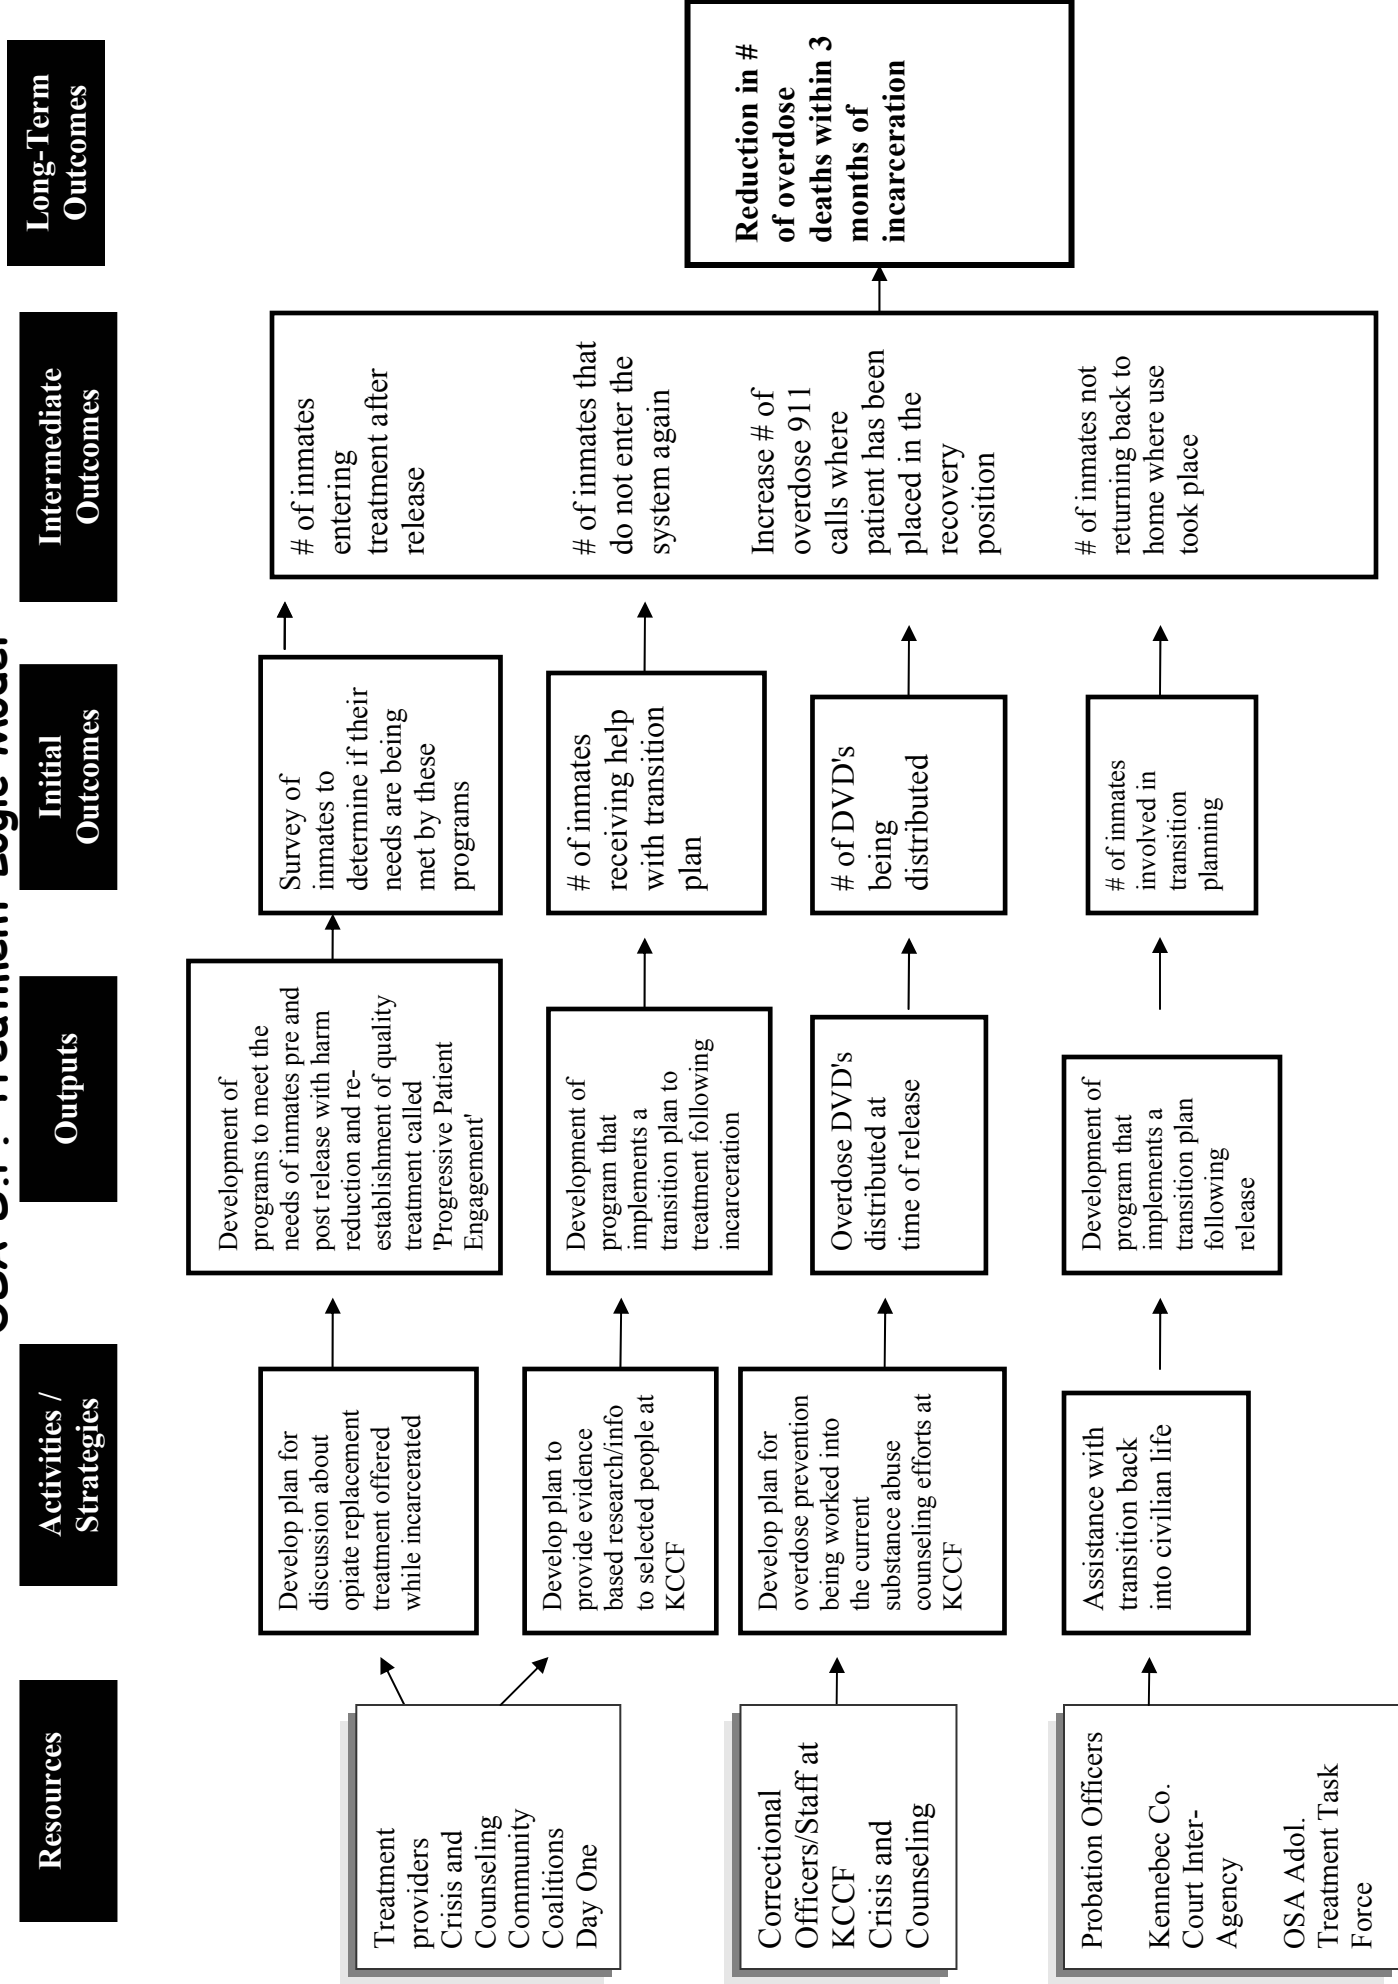 OSA Treatment Logic Model
Resources
Activities /
Strategies
Outputs
Initial
Outcomes
Intermediate
Outcomes
Long-Term
Outcomes
Treatment
providers
Crisis and
Counseling
Community
Coalitions
Day One
Develop plan for
discussion about
opiate replacement
treatment offered
while incarcerated
Development of
programs to meet the
needs of inmates pre and
post release with harm
reduction and re-
establishment of quality
treatment called
'Progressive Patient
Engagement'
Survey of
inmates to
determine if their
needs are being
met by these
programs
# of inmates
entering
treatment after
release
Develop plan to
provide evidence
based research/info
to selected people at
KCCF
Development of
program that
implements a
transition plan to
treatment following
incarceration
# of inmates
receiving help
with transition
plan
# of inmates that
do not enter the
system again
Reduction in #
of overdose
deaths within 3
months of
incarceration
Correctional
Officers/Staff at
KCCF
Crisis and
Counseling
Develop plan for
overdose prevention
being worked into
the current
substance abuse
counseling efforts at
KCCF
Overdose DVD's
distributed at
time of release
# of DVD's
being
distributed
Increase # of
overdose 911
calls where
patient has been
placed in the
recovery
position
Probation Officers
Kennebec Co.
Court Inter-
Agency
OSA Adol.
Treatment Task
Force
Assistance with
transition back
into civilian life
Development of
program that
implements a
transition plan
following
release
# of inmates
involved in
transition
planning
# of inmates not
returning back to
home where use
took place